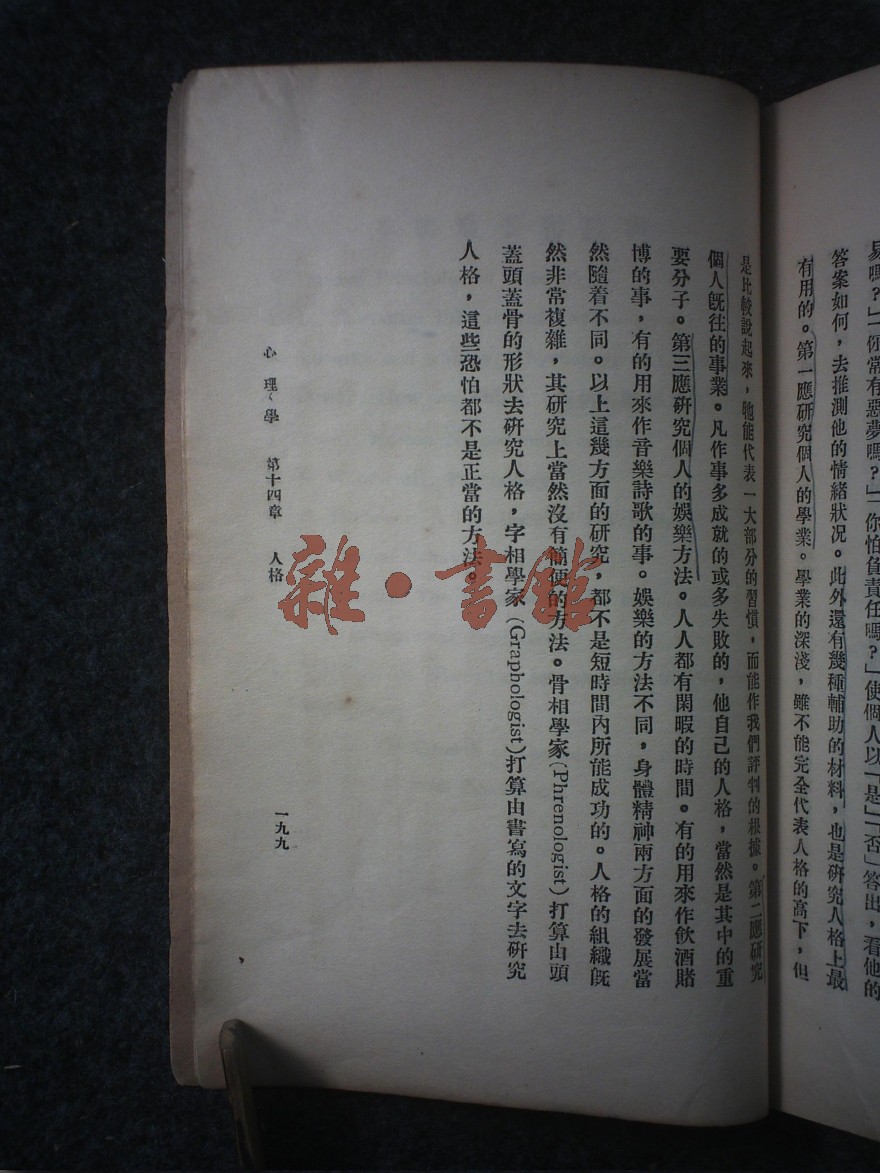 易嗎?」「你常有惡夢嗎?」「你怕負責任嗎?」使個人以「是」「否」答出,看他的
答案如何,去推測他的情緒狀况。此外還有幾種輔助的材料,也是研究人格上最
有用的。第一應研究個人的學業。學業的深淺,雖不能完全代表人格的高下,但
是比較說起來,牠能代表一大部分的習慣,而能作我們評判的根據。第二應研究
個人旣往的事業。凡作事多成就的或多失敗的,他自己的人格,當然是其中的重
要分子。第三應研究個人的娛樂方法。人人都有閑暇的時間。有的用來作飲酒賭
博的事,有的用來作音樂詩歌的事。娛樂的方法不同,身體精神兩方面的發展當
然隨着不同。以上這幾方面的研究,都不是短時間內所能成功的。人格的組織旣
然非常複雜,其研究上當然沒有簡便的方法。骨相學家(Phrenologist)打算由頭
蓋頭蓋骨的形狀去研究人格,字相學家(Graphologist)打算由書寫的文字去研究
人格,這些恐怕都不是正當的方法。
心理學 第十四章 人格
一九九
雜·書館